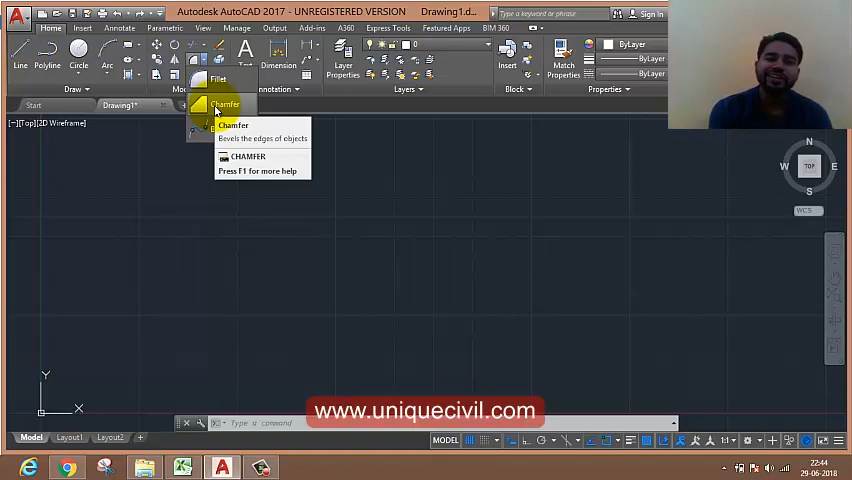 Autodesk AutoCAD 2017 - UNREGISTERED VERSION Drawing1.d... Type a keyword or phrase Sign In
Home Insert Annotate Parametric View Manage Output Add-ins A360 Express Tools Featured Apps BIM 360
Line Polyline Circle Arc
Text Dimension
Layer Properties
0
Insert
Match Properties
ByLayer
ByLayer
Draw
Layers
Properties
Fillet
Chamfer
Start Drawing1*
[−][Top][2D Wireframe]
Chamfer
Bevels the edges of objects
CHAMFER
Press F1 for more help
N
W TOP E
S
WCS
Y
X
www.uniquecivil.com
Type a command
Model Layout1 Layout2 +
MODEL
1:1
22:44
29-06-2018